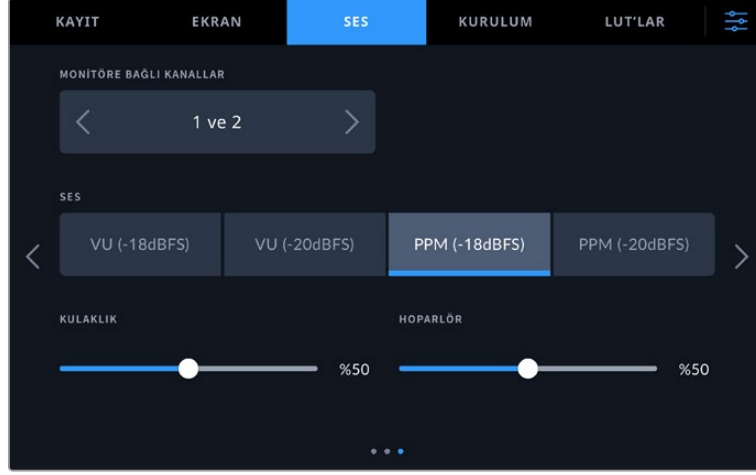 KAYIT EKRAN SES KURULUM LUT'LAR
MONİTÖRE BAĞLI KANALLAR
1 ve 2
SES
VU (-18dBFS) VU (-20dBFS) PPM (-18dBFS) PPM (-20dBFS)
KULAKLIK HOPARLÖR
%50 %50